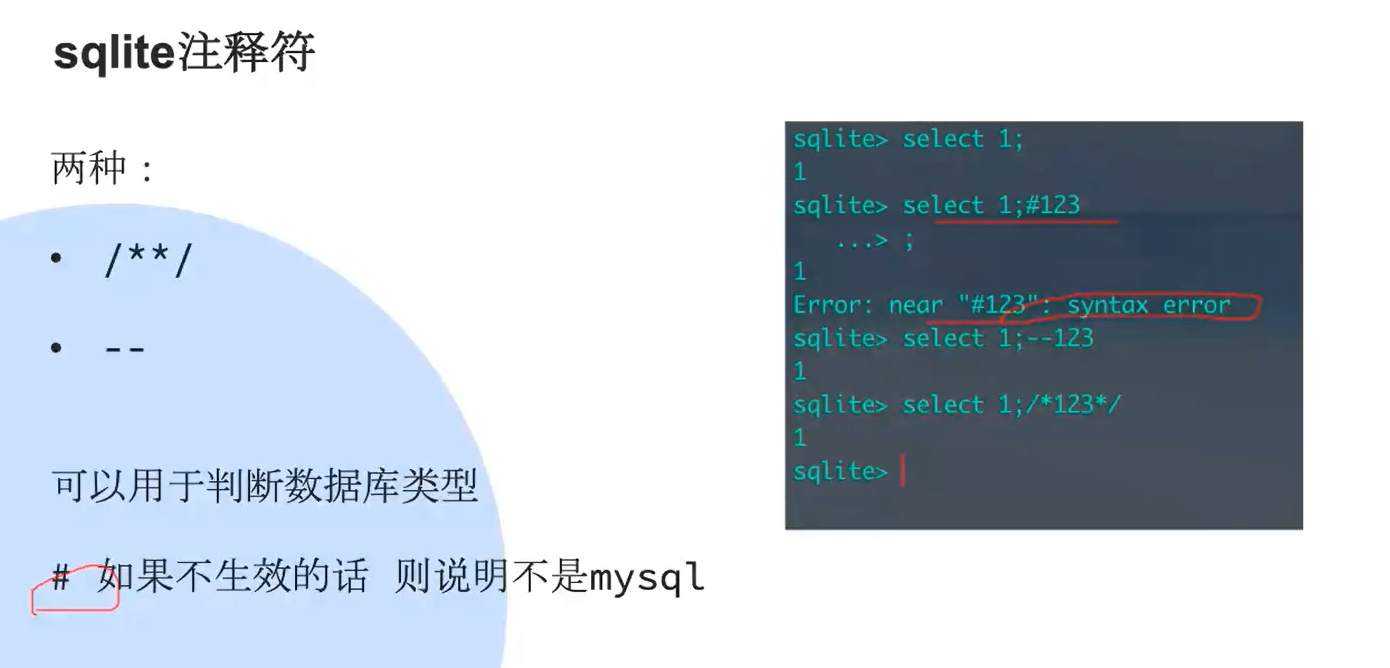 sqlite注释符
两种：
• /**/
• --
可以用于判断数据库类型
# 如果不生效的话 则说明不是mysql
sqlite> select 1;
1
sqlite> select 1;#123
...> ;
1
Error: near "#123": syntax error
sqlite> select 1;--123
1
sqlite> select 1;/*123*/
1
sqlite>